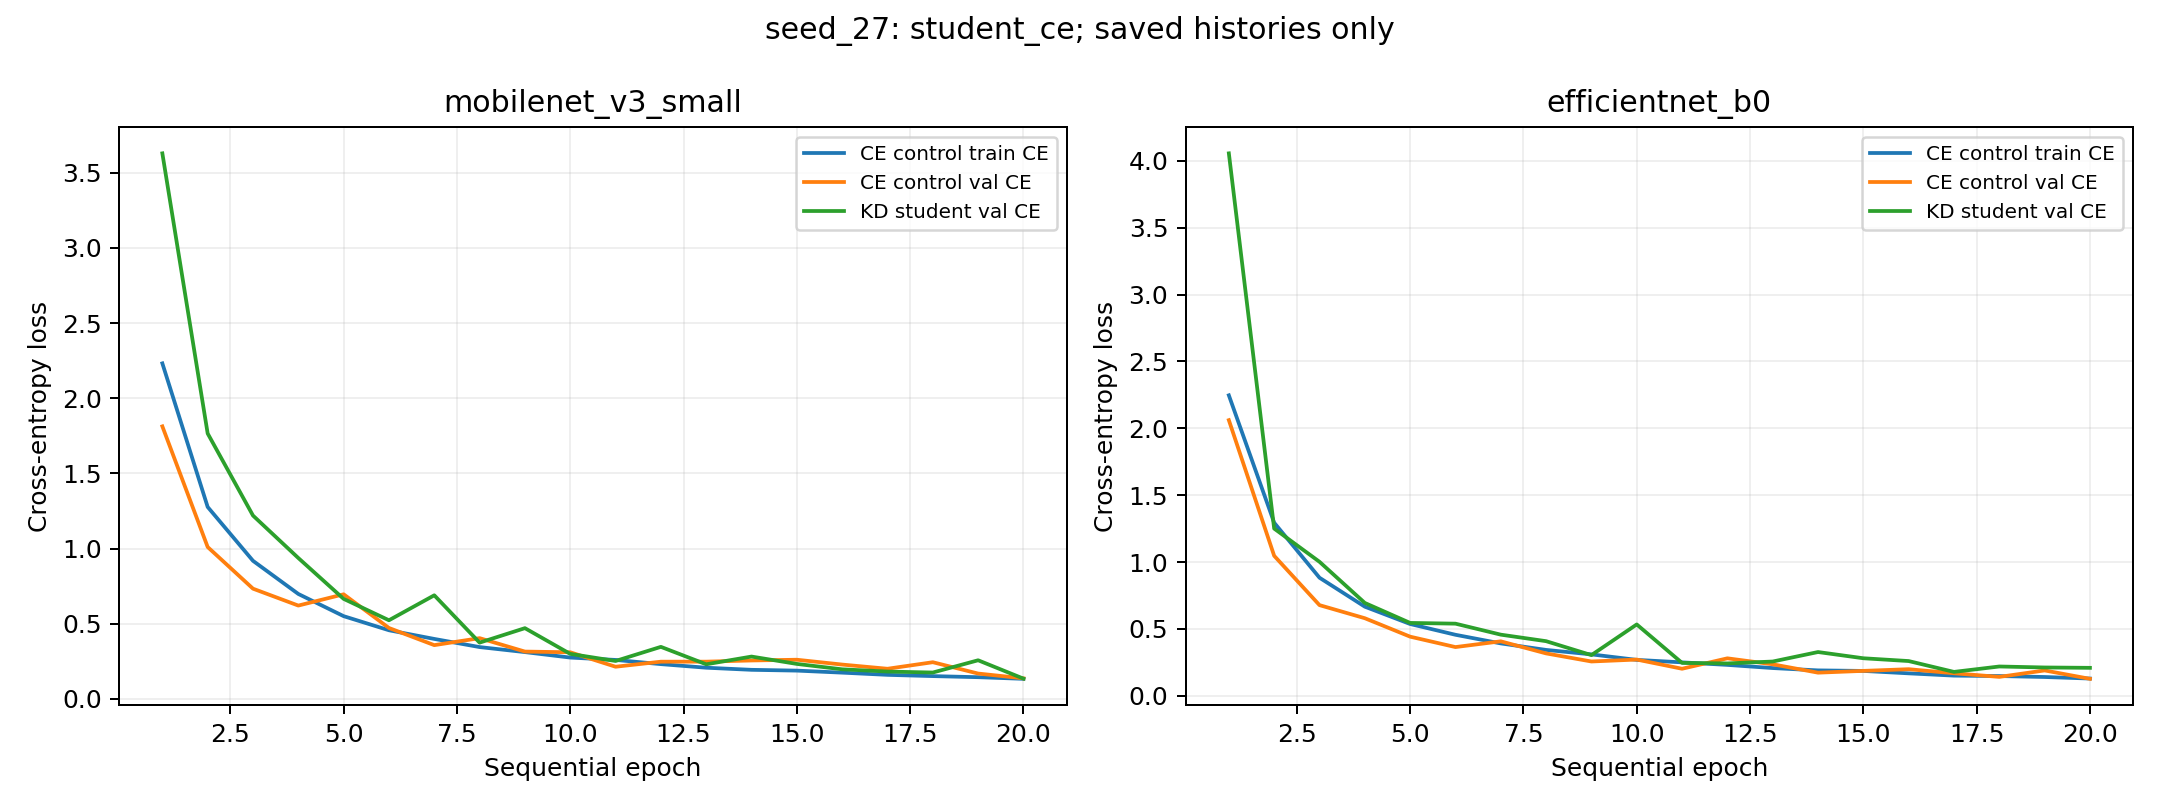 seed_27: student_ce; saved histories only
mobilenet_v3_small
3.5
3.0
2.5
2.0
1.5
1.0
0.5
0.0
Cross-entropy loss
CE control train CE
CE control val CE
KD student val CE
2.5
5.0
7.5
10.0
12.5
15.0
17.5
20.0
Sequential epoch
efficientnet_b0
4.0
3.5
3.0
2.5
2.0
1.5
1.0
0.5
0.0
Cross-entropy loss
CE control train CE
CE control val CE
KD student val CE
2.5
5.0
7.5
10.0
12.5
15.0
17.5
20.0
Sequential epoch